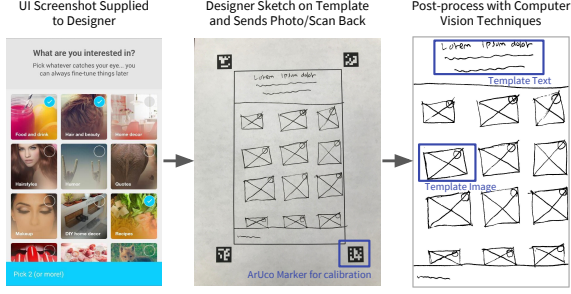 UI Screenshot Supplied
to Designer
Designer Sketch on Template
and Sends Photo/Scan Back
Post-process with Computer
Vision Techniques
What are you interested in?
Pick whatever catches your eye... you
can always fine-tune things later
Food and drink
Hair and beauty
Home decor
Hairstyles
Humor
Quotes
Makeup
DIY home decor
Recipes
Pick 2 (or more!)
Lorem ipsum dolor
ArUco Marker for calibration
Lorem ipsum dolor
Template Text
Template Image